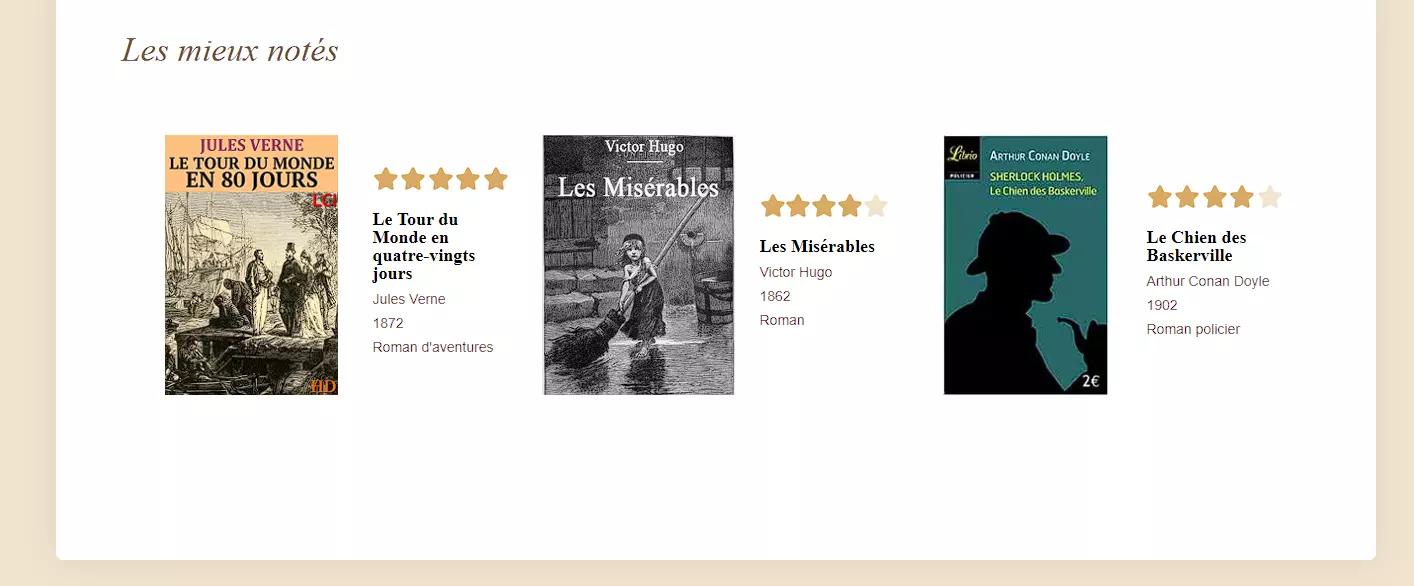 Les mieux notés
JULES VERNE
LE TOUR DU MONDE
EN 80 JOURS
LCI
HD
Le Tour du
Monde en
quatre-vingts
jours
Jules Verne
1872
Roman d'aventures
Victor Hugo
Les Misérables
Les Misérables
Victor Hugo
1862
Roman
Librio
POLICIER
ARTHUR CONAN DOYLE
SHERLOCK HOLMES,
Le Chien des Baskerville
2€
Le Chien des
Baskerville
Arthur Conan Doyle
1902
Roman policier